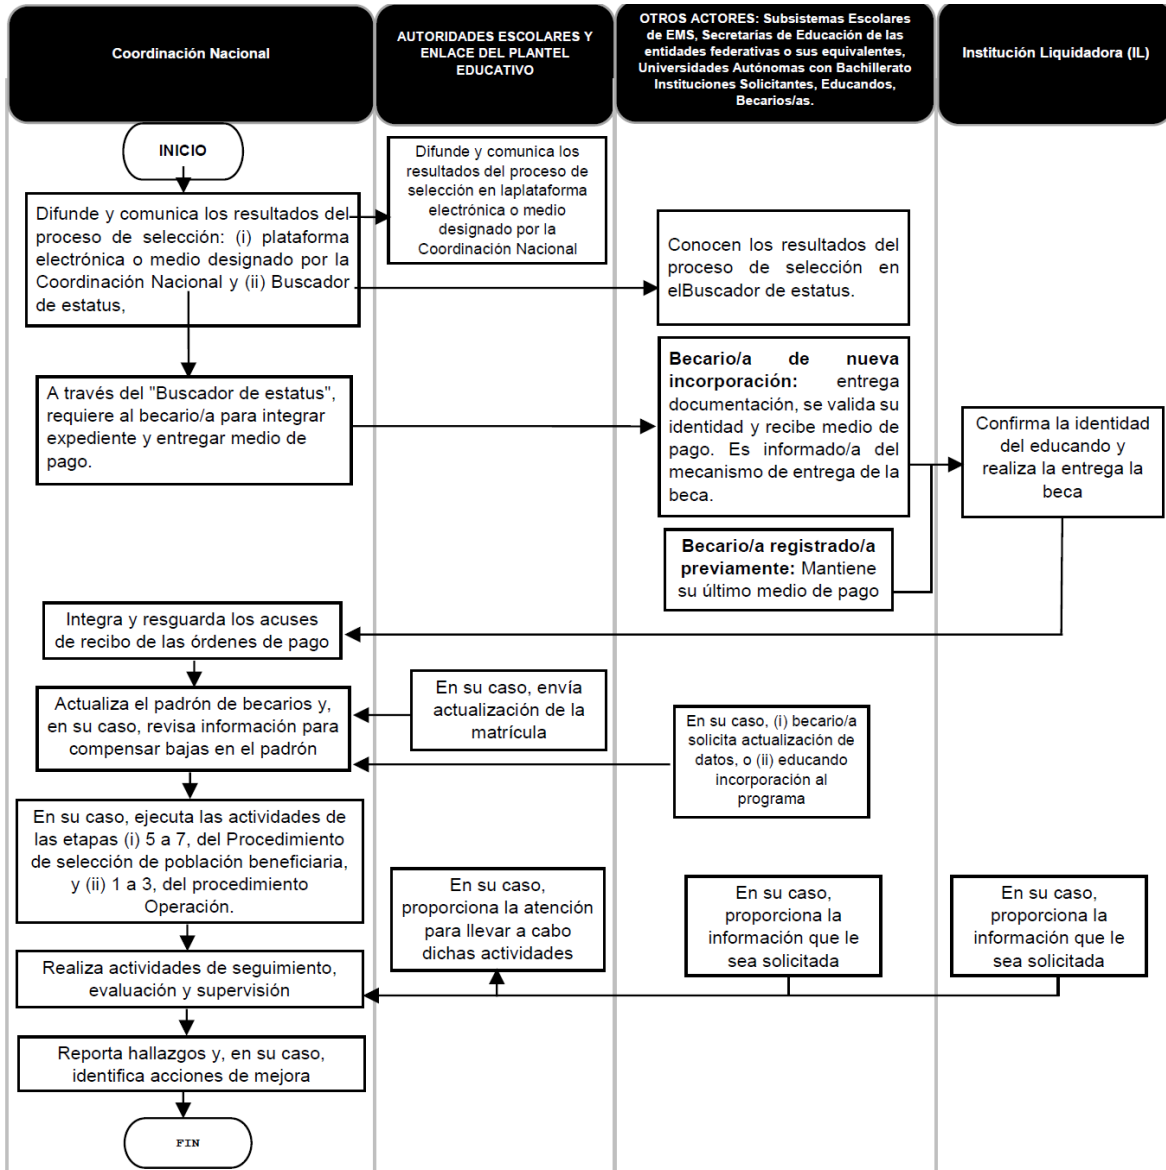 Coordinación Nacional
AUTORIDADES ESCOLARES Y
ENLACE DEL PLANTEL
EDUCATIVO
OTROS ACTORES: Subsistemas Escolares
de EMS, Secretarías de Educación de las
entidades federativas o sus equivalentes,
Universidades Autónomas con Bachillerato
Instituciones Solicitantes, Educandos,
Becarios/as.
Institución Liquidadora (IL)
INICIO
Difunde y comunica los resultados del
proceso de selección: (i) plataforma
electrónica o medio designado por la
Coordinación Nacional y (ii) Buscador
de estatus,
Difunde y comunica los
resultados del proceso de
selección en laplataforma
electrónica o medio
designado por la
Coordinación Nacional
Conocen los resultados del
proceso de selección en
elBuscador de estatus.
A través del "Buscador de estatus",
requiere al becario/a para integrar
expediente y entregar medio de
pago.
Becario/a de nueva
incorporación: entrega
documentación, se valida su
identidad y recibe medio de
pago. Es informado/a del
mecanismo de entrega de la
beca.
Confirma la identidad
del educando y
realiza la entrega la
beca
Becario/a registrado/a
previamente: Mantiene
su último medio de pago
Integra y resguarda los acuses
de recibo de las órdenes de pago
Actualiza el padrón de becarios y,
en su caso, revisa información para
compensar bajas en el padrón
En su caso, envía
actualización de la
matrícula
En su caso, (i) becario/a
solicita actualización de
datos, o (ii) educando
incorporación al
programa
En su caso, ejecuta las actividades de
las etapas (i) 5 a 7, del Procedimiento
de selección de población beneficiaria,
y (ii) 1 a 3, del procedimiento
Operación.
En su caso,
proporciona la atención
para llevar a cabo
dichas actividades
En su caso,
proporciona la
información que le
sea solicitada
En su caso,
proporciona la
información que le
sea solicitada
Realiza actividades de seguimiento,
evaluación y supervisión
Reporta hallazgos y, en su caso,
identifica acciones de mejora
FIN